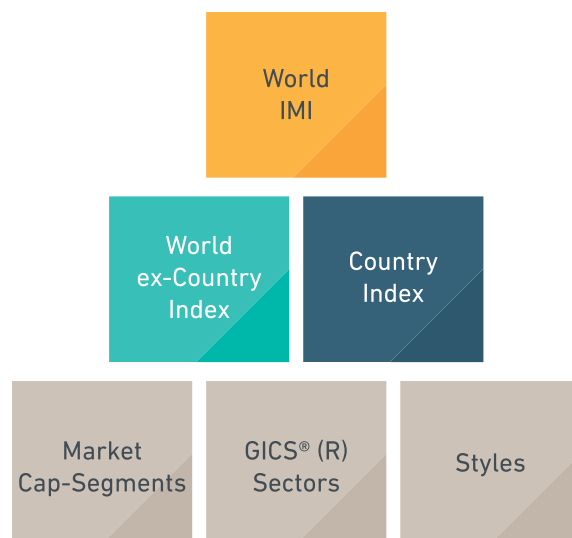 World
IMI
World
ex-Country
Index
Country
Index
Market
Cap-Segments
GICS® (R)
Sectors
Styles